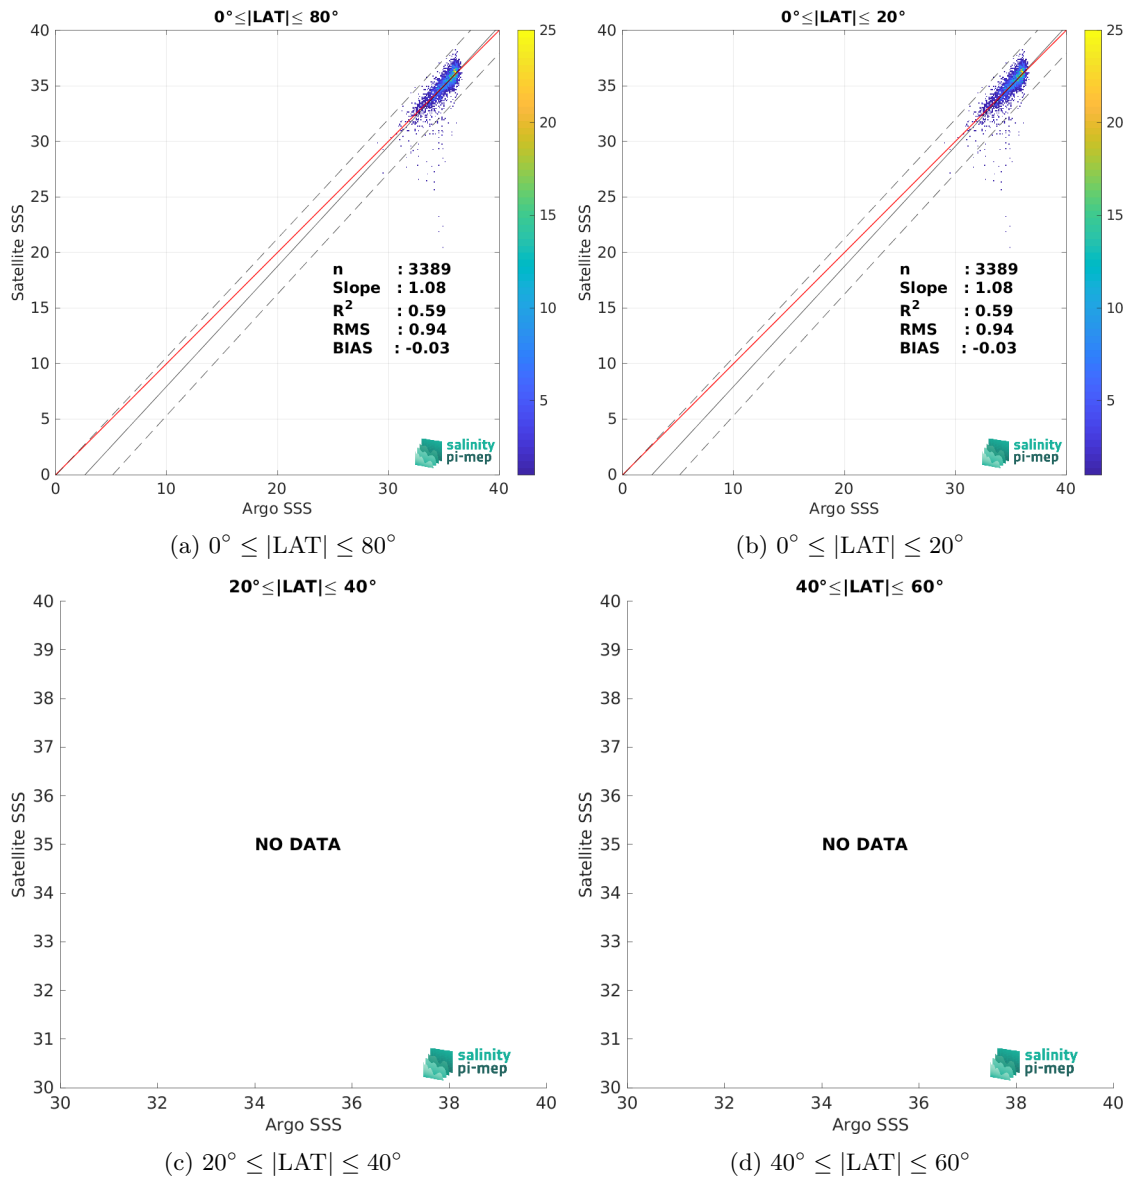 0°≤|LAT|≤ 80°
40
35
30
25
20
15
10
5
0
0
10
20
30
40
Satellite SSS
Argo SSS
n : 3389
Slope : 1.08
R² : 0.59
RMS : 0.94
BIAS : -0.03
salinity
pi-mep
25
20
15
10
5
(a) 0° ≤ |LAT| ≤ 80°
0°≤|LAT|≤ 20°
40
35
30
25
20
15
10
5
0
0
10
20
30
40
Satellite SSS
Argo SSS
n : 3389
Slope : 1.08
R² : 0.59
RMS : 0.94
BIAS : -0.03
salinity
pi-mep
25
20
15
10
5
(b) 0° ≤ |LAT| ≤ 20°
20°≤|LAT|≤ 40°
40
39
38
37
36
35
34
33
32
31
30
30
32
34
36
38
40
Satellite SSS
Argo SSS
NO DATA
salinity
pi-mep
(c) 20° ≤ |LAT| ≤ 40°
40°≤|LAT|≤ 60°
40
39
38
37
36
35
34
33
32
31
30
30
32
34
36
38
40
Satellite SSS
Argo SSS
NO DATA
salinity
pi-mep
(d) 40° ≤ |LAT| ≤ 60°